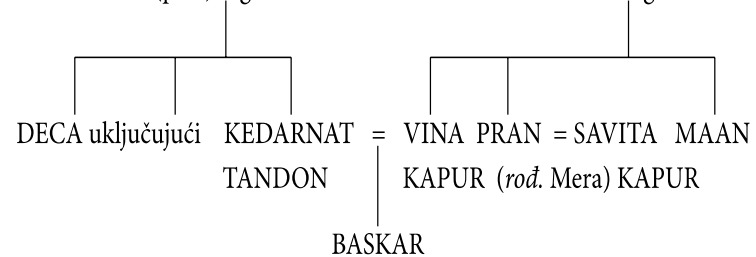 DECA uključujući KEDARNAT = VINA PRAN = SAVITA MAAN
TANDON KAPUR (rođ. Mera) KAPUR
BASKAR